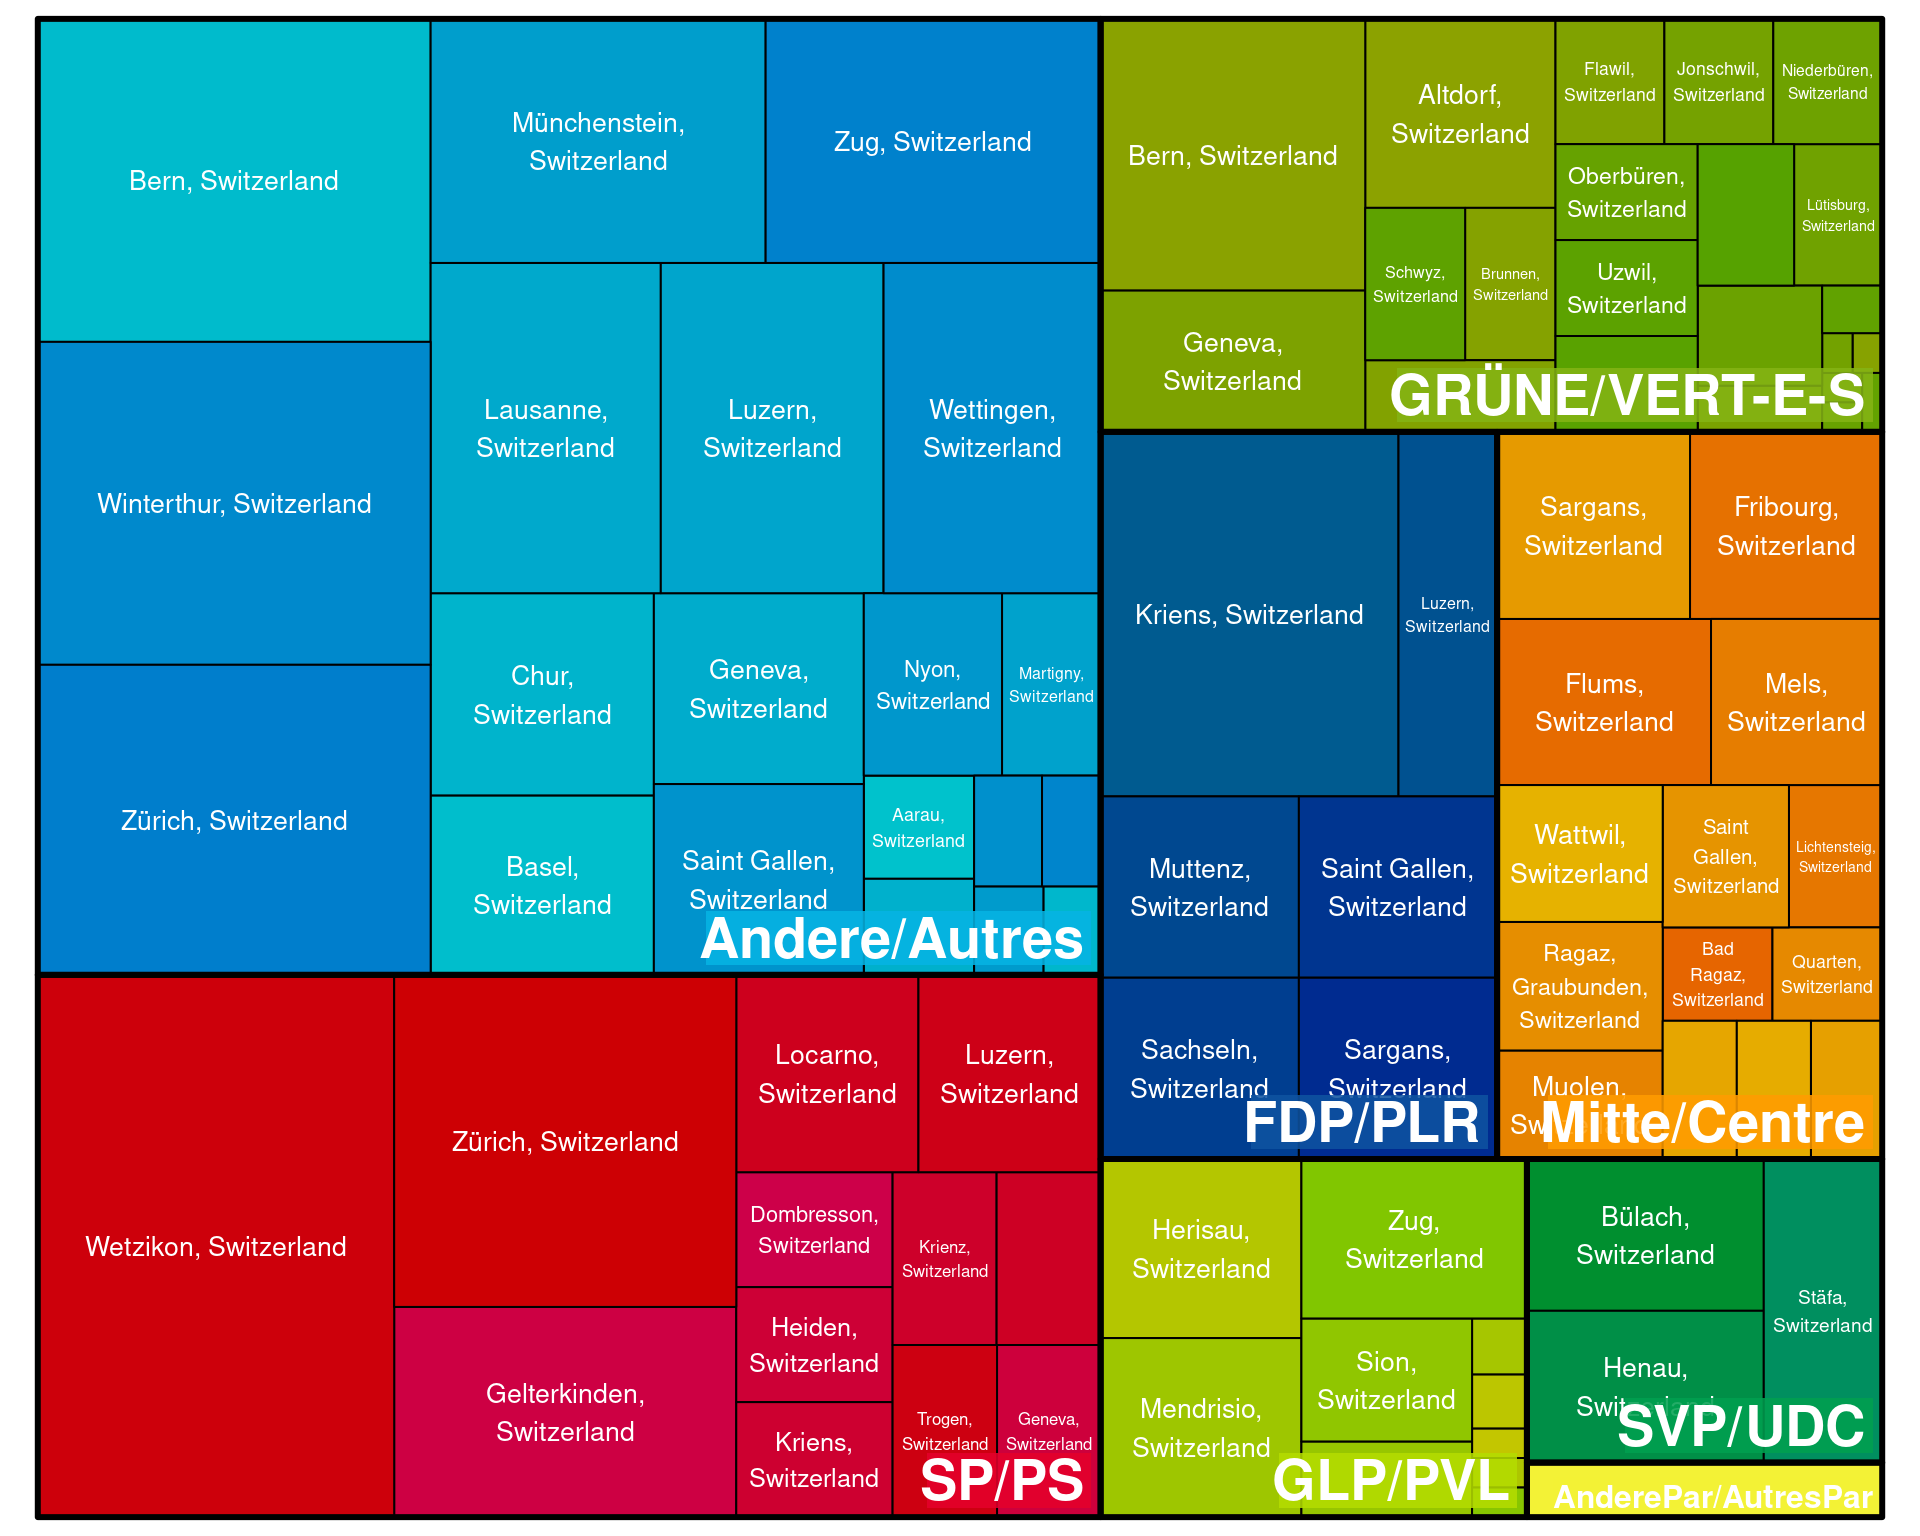 Bern, Switzerland
Münchenstein,
Switzerland
Zug, Switzerland
Winterthur, Switzerland
Lausanne,
Switzerland
Luzern,
Switzerland
Wettingen,
Switzerland
Zürich, Switzerland
Chur,
Switzerland
Geneva,
Switzerland
Nyon,
Switzerland
Martigny,
Switzerland
Basel,
Switzerland
Saint Gallen,
Switzerland
Aarau,
Switzerland
Andere/Autres
Bern, Switzerland
Geneva,
Switzerland
Altdorf,
Switzerland
Schwyz,
Switzerland
Brunnen,
Switzerland
Flawil,
Switzerland
Jonschwil,
Switzerland
Niederbüren,
Switzerland
Oberbüren,
Switzerland
Lütisburg,
Switzerland
Uzwil,
Switzerland
GRÜNE/VERT-E-S
Kriens, Switzerland
Luzern,
Switzerland
Muttenz,
Switzerland
Saint Gallen,
Switzerland
Sachseln,
Switzerland
Sargans,
Switzerland
FDP/PLR
Sargans,
Switzerland
Fribourg,
Switzerland
Flums,
Switzerland
Mels,
Switzerland
Wattwil,
Switzerland
Saint
Gallen,
Switzerland
Lichtensteig,
Switzerland
Ragaz,
Graubunden,
Switzerland
Bad
Ragaz,
Switzerland
Quarten,
Switzerland
Muolen,
Switzerland
Mitte/Centre
Wetzikon, Switzerland
Zürich, Switzerland
Gelterkinden,
Switzerland
Locarno,
Switzerland
Luzern,
Switzerland
Dombresson,
Switzerland
Krienz,
Switzerland
Heiden,
Switzerland
Kriens,
Switzerland
Trogen,
Switzerland
Geneva,
Switzerland
SP/PS
Herisau,
Switzerland
Zug,
Switzerland
Mendrisio,
Switzerland
Sion,
Switzerland
GLP/PVL
Bülach,
Switzerland
Stäfa,
Switzerland
Henau,
Switzerland
SVP/UDC
AnderePar/AutresPar